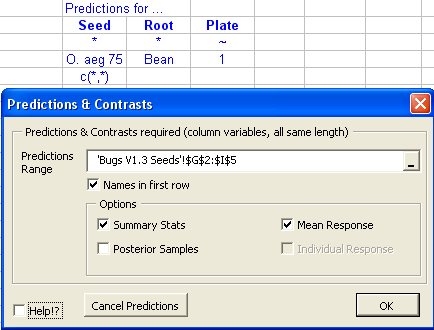 Predictions for ...
Seed Root Plate
* * ~
O. aeg 75 Bean 1
c(*,*)
Predictions & Contrasts
Predictions & Contrasts required (column variables, all same length)
Predictions Range
'Bugs V1.3 Seeds'!$G$2:$I$5
Names in first row
Options
Summary Stats Mean Response
Posterior Samples Individual Response
Help!? Cancel Predictions OK